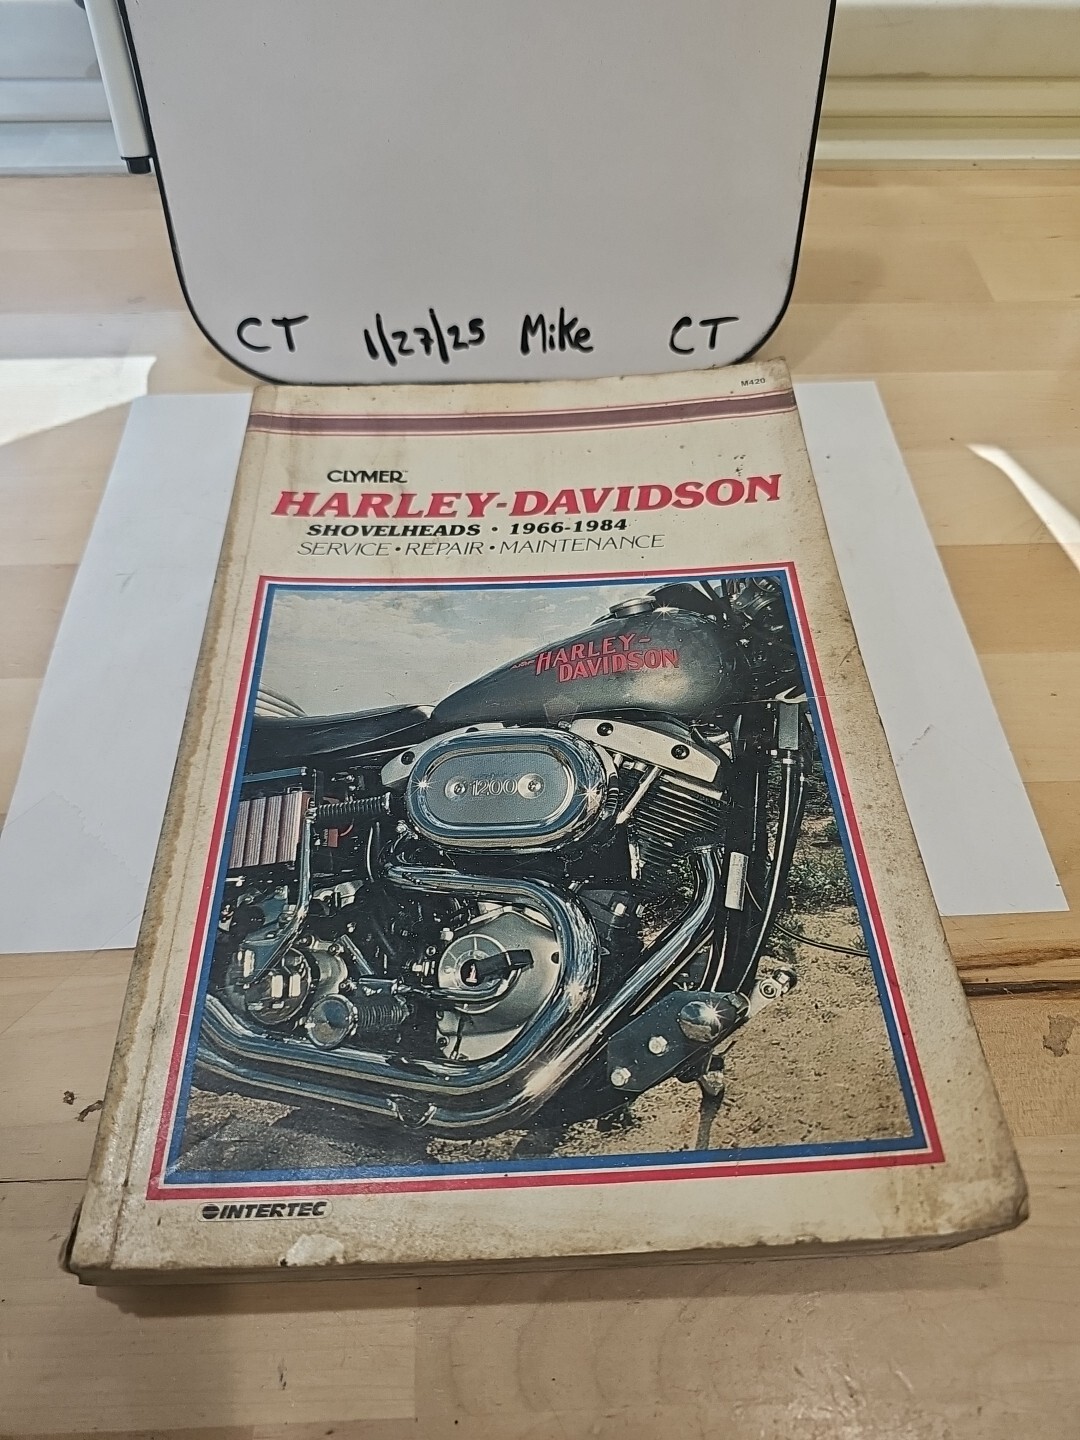 CT 1/27/25 Mike CT
M420
CLYMER™
HARLEY-DAVIDSON
SHOVELHEADS • 1966-1984
SERVICE • REPAIR • MAINTENANCE
HARLEY-
DAVIDSON
1200
INTERTEC